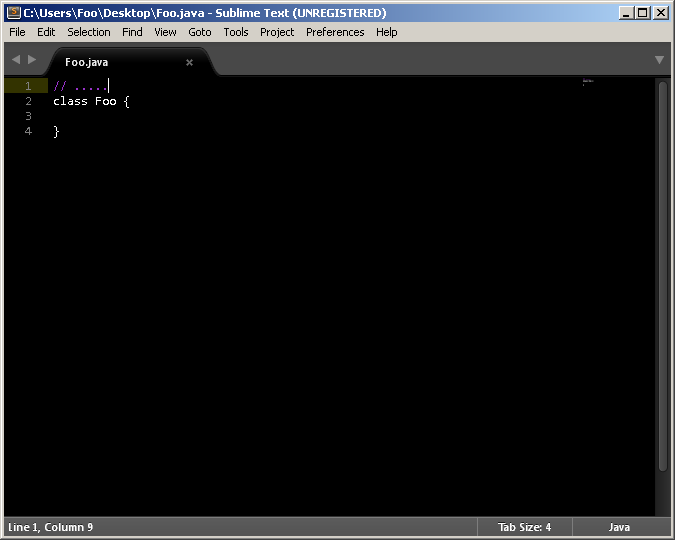 C:\Users\Foo\Desktop\Foo.java - Sublime Text (UNREGISTERED)
File Edit Selection Find View Goto Tools Project Preferences Help
Foo.java
1 // .....
2 class Foo {
3
4 }
Line 1, Column 9 Tab Size: 4 Java